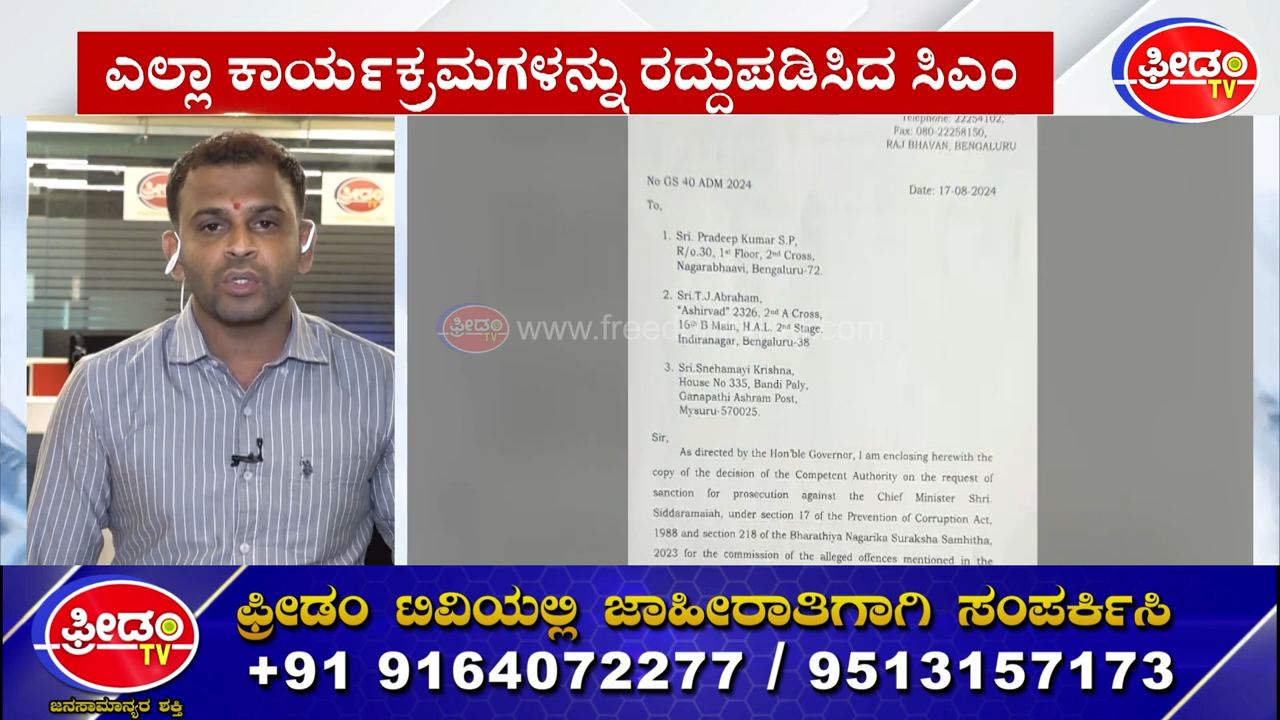 ಎಲ್ಲಾ ಕಾರ್ಯಕ್ರಮಗಳನ್ನು ರದ್ದುಪಡಿಸಿದ ಸಿಎಂ
ಫ್ರೀಡಂ
TV
Telephone: 22254102,
Fax: 080-22258150,
RAJ BHAVAN, BENGALURU
No GS 40 ADM 2024
Date: 17-08-2024
To,
1. Sri. Pradeep Kumar S.P,
R/o.30, 1st Floor, 2nd Cross,
Nagarabhaavi, Bengaluru-72.
2. Sri.T.J.Abraham,
"Ashirvad" 2326, 2nd A Cross,
16th B Main, H.A.L. 2nd Stage,
Indiranagar, Bengaluru-38
3. Sri.Snehamayi Krishna,
House No 335, Bandi Paly,
Ganapathi Ashram Post,
Mysuru-570025.
Sir,
As directed by the Hon'ble Governor, I am enclosing herewith the
copy of the decision of the Competent Authority on the request of
sanction for prosecution against the Chief Minister Shri.
Siddaramaiah, under section 17 of the Prevention of Corruption Act,
1988 and section 218 of the Bharathiya Nagarika Suraksha Samhitha,
2023 for the commission of the alleged offences mentioned in the
ಫ್ರೀಡಂ
TV
ಫ್ರೀಡಂ
TV
ಜನಸಾಮಾನ್ಯರ ಶಕ್ತಿ
ಫ್ರೀಡಂ ಟಿವಿಯಲ್ಲಿ ಜಾಹೀರಾತಿಗಾಗಿ ಸಂಪರ್ಕಿಸಿ
+91 9164072277 / 9513157173